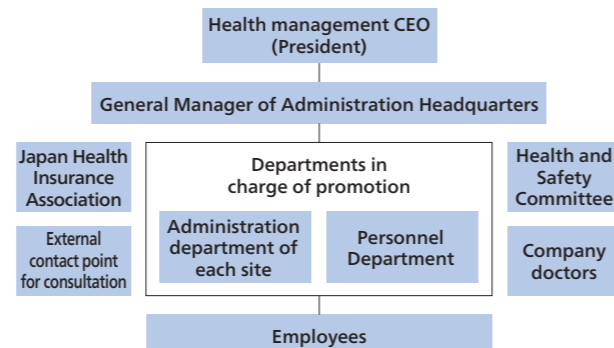 Health management CEO
(President)
General Manager of Administration Headquarters
Japan Health
Insurance
Association
External
contact point
for consultation
Departments in
charge of promotion
Administration
department of
each site
Personnel
Department
Health and
Safety
Committee
Company
doctors
Employees